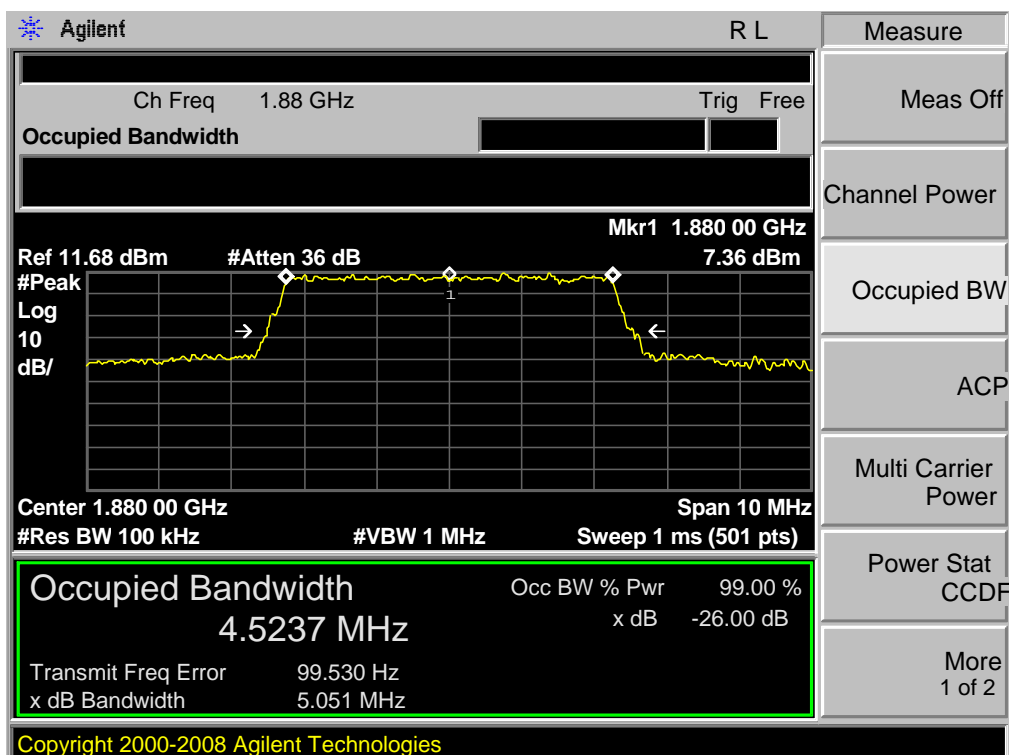 Agilent R L
Measure
Ch Freq 1.88 GHz Trig Free
Occupied Bandwidth
Mkr1 1.880 00 GHz
Ref 11.68 dBm #Atten 36 dB 7.36 dBm
#Peak
Log
10
dB/
1
Center 1.880 00 GHz Span 10 MHz
#Res BW 100 kHz #VBW 1 MHz Sweep 1 ms (501 pts)
Occupied Bandwidth Occ BW % Pwr 99.00 %
4.5237 MHz x dB -26.00 dB
Transmit Freq Error 99.530 Hz
x dB Bandwidth 5.051 MHz
Copyright 2000-2008 Agilent Technologies
Meas Off
Channel Power
Occupied BW
ACP
Multi Carrier
Power
Power Stat
CCDF
More
1 of 2